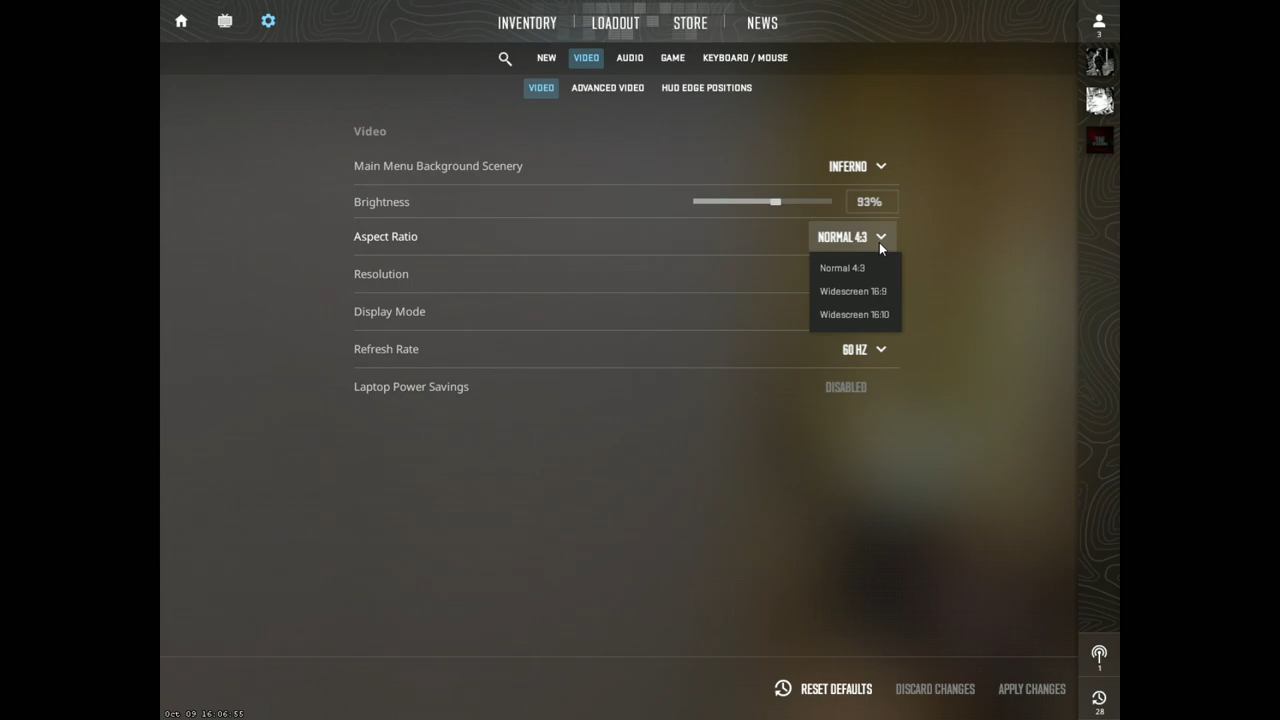 INVENTORY LOADOUT STORE NEWS
3
NEW VIDEO AUDIO GAME KEYBOARD / MOUSE
VIDEO ADVANCED VIDEO HUD EDGE POSITIONS
Video
Main Menu Background Scenery INFERNO
Brightness 93%
Aspect Ratio NORMAL 4:3
Normal 4:3
Resolution
Widescreen 16:9
Display Mode
Widescreen 16:10
Refresh Rate 60 HZ
Laptop Power Savings DISABLED
1
RESET DEFAULTS DISCARD CHANGES APPLY CHANGES
28
Oct 09 16:06:55